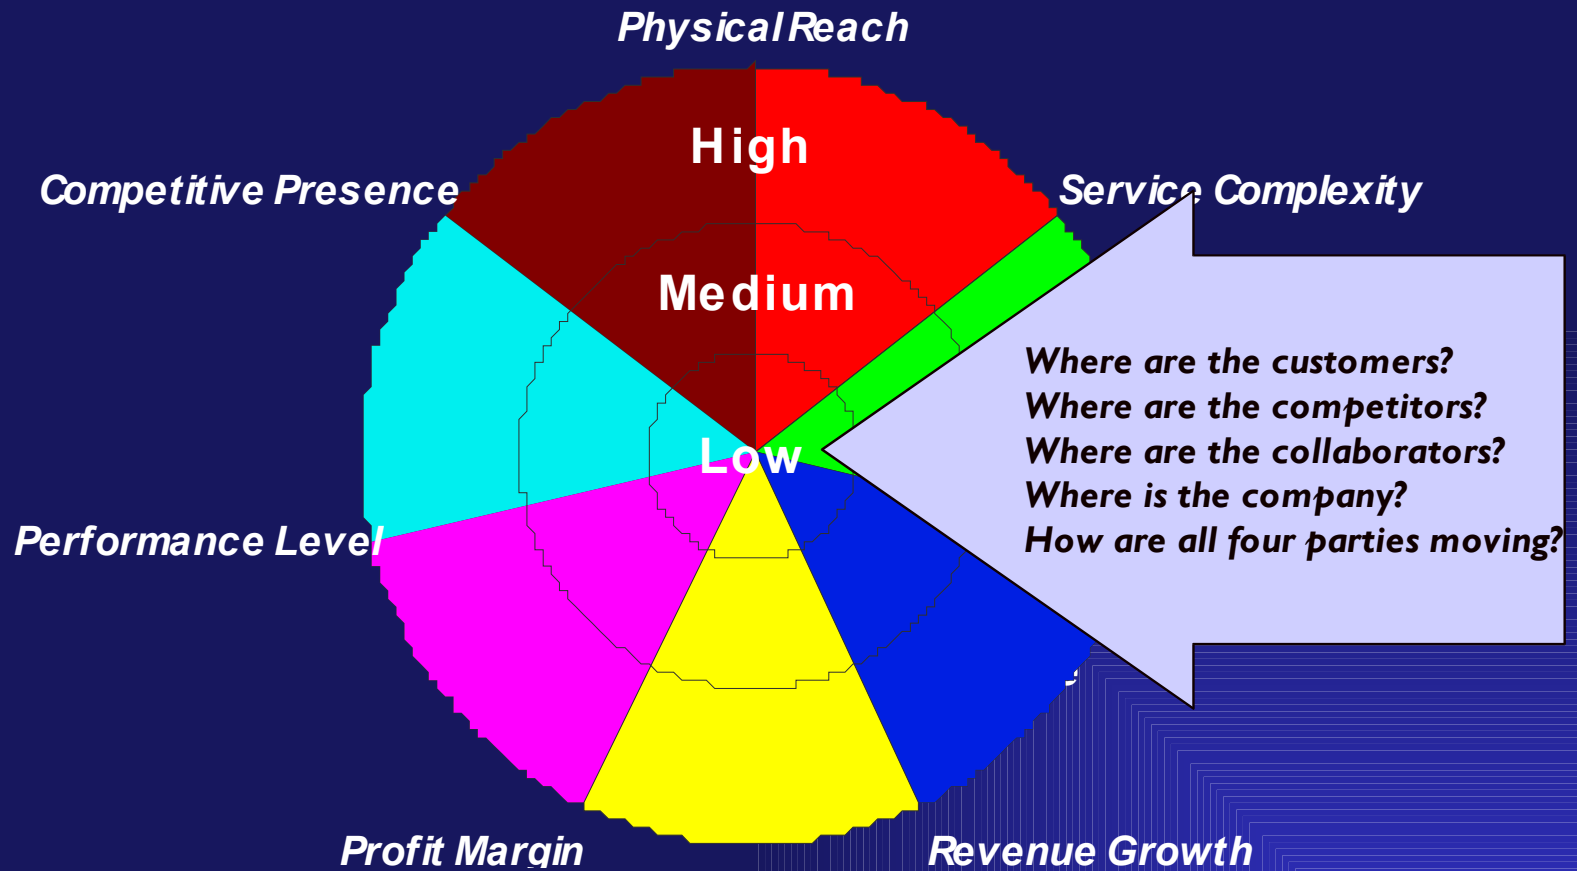 Physical Reach
High
Competitive Presence
Service Complexity
Medium
Where are the customers?
Where are the competitors?
Where are the collaborators?
Low
Where is the company?
How are all four parties moving?
Performance Level
Profit Margin
Revenue Growth